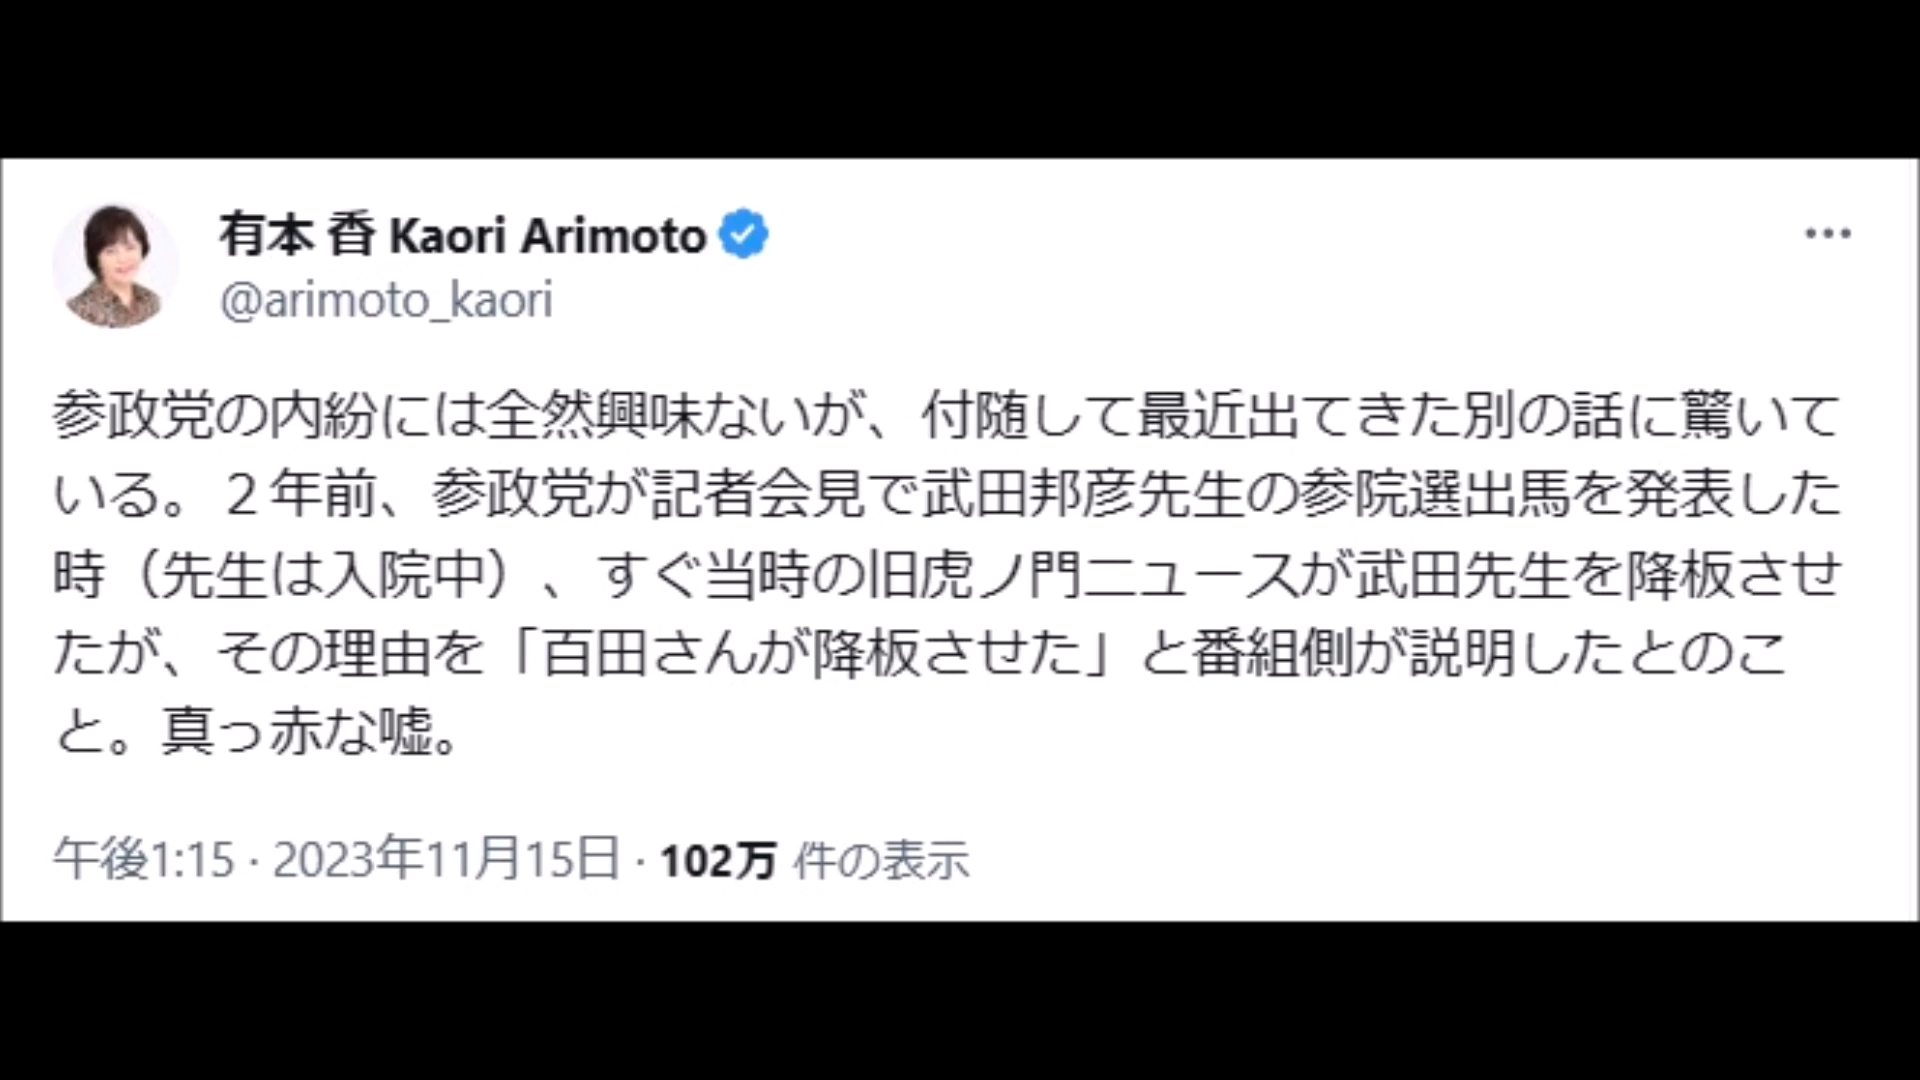 有本 香 Kaori Arimoto
@arimoto_kaori
参政党の内紛には全然興味ないが、付随して最近出てきた別の話に驚いて
いる。２年前、参政党が記者会見で武田邦彦先生の参院選出馬を発表した
時（先生は入院中）、すぐ当時の旧虎ノ門ニュースが武田先生を降板させ
たが、その理由を「百田さんが降板させた」と番組側が説明したとのこ
と。真っ赤な嘘。
午後1:15 · 2023年11月15日 · 102万 件の表示